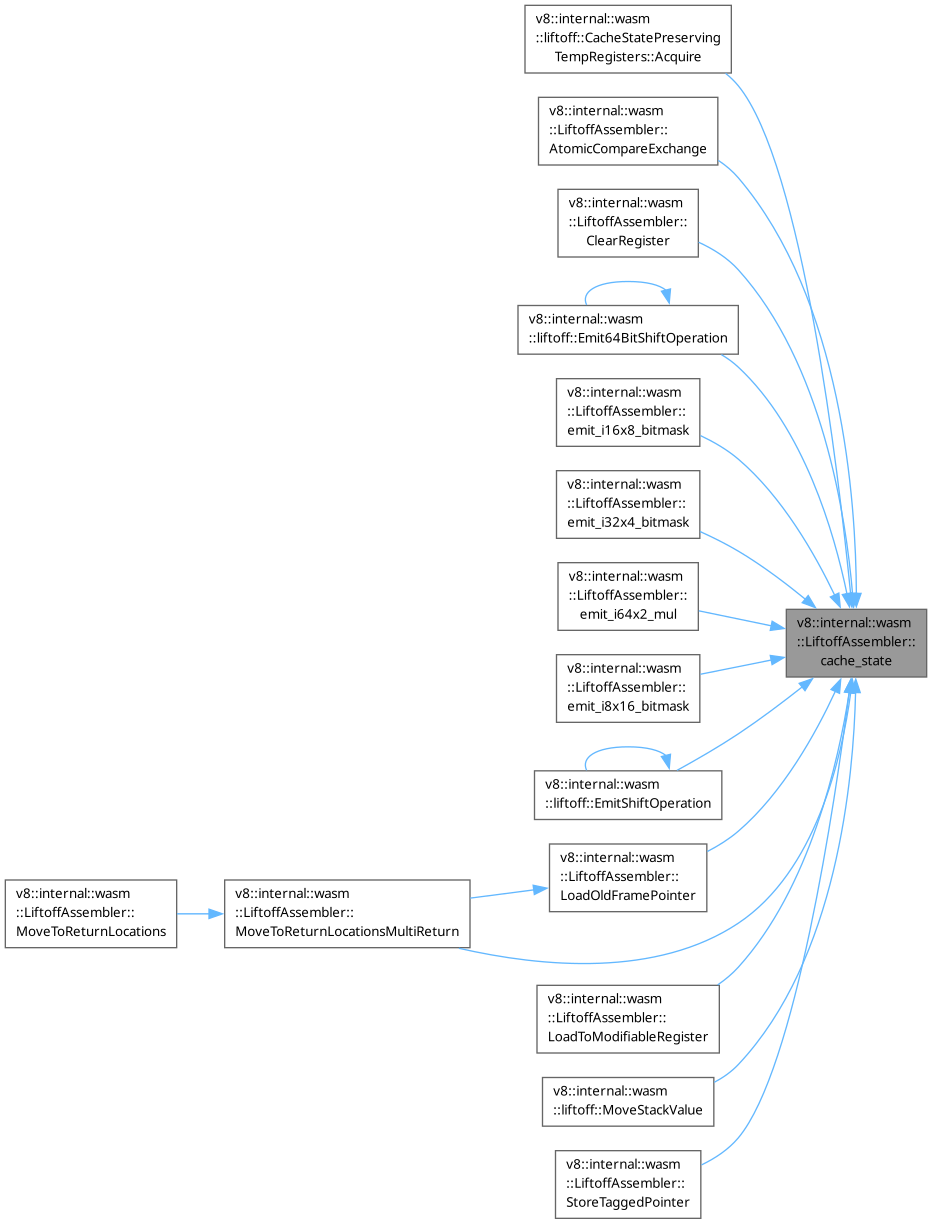 v8::internal::wasm
::liftoff::CacheStatePreserving
TempRegisters::Acquire
v8::internal::wasm
::LiftoffAssembler::
AtomicCompareExchange
v8::internal::wasm
::LiftoffAssembler::
ClearRegister
v8::internal::wasm
::liftoff::Emit64BitShiftOperation
v8::internal::wasm
::LiftoffAssembler::
emit_i16x8_bitmask
v8::internal::wasm
::LiftoffAssembler::
emit_i32x4_bitmask
v8::internal::wasm
::LiftoffAssembler::
emit_i64x2_mul
v8::internal::wasm
::LiftoffAssembler::
cache_state
v8::internal::wasm
::LiftoffAssembler::
emit_i8x16_bitmask
v8::internal::wasm
::liftoff::EmitShiftOperation
v8::internal::wasm
::LiftoffAssembler::
LoadOldFramePointer
v8::internal::wasm
::LiftoffAssembler::
MoveToReturnLocations
v8::internal::wasm
::LiftoffAssembler::
MoveToReturnLocationsMultiReturn
v8::internal::wasm
::LiftoffAssembler::
LoadToModifiableRegister
v8::internal::wasm
::liftoff::MoveStackValue
v8::internal::wasm
::LiftoffAssembler::
StoreTaggedPointer